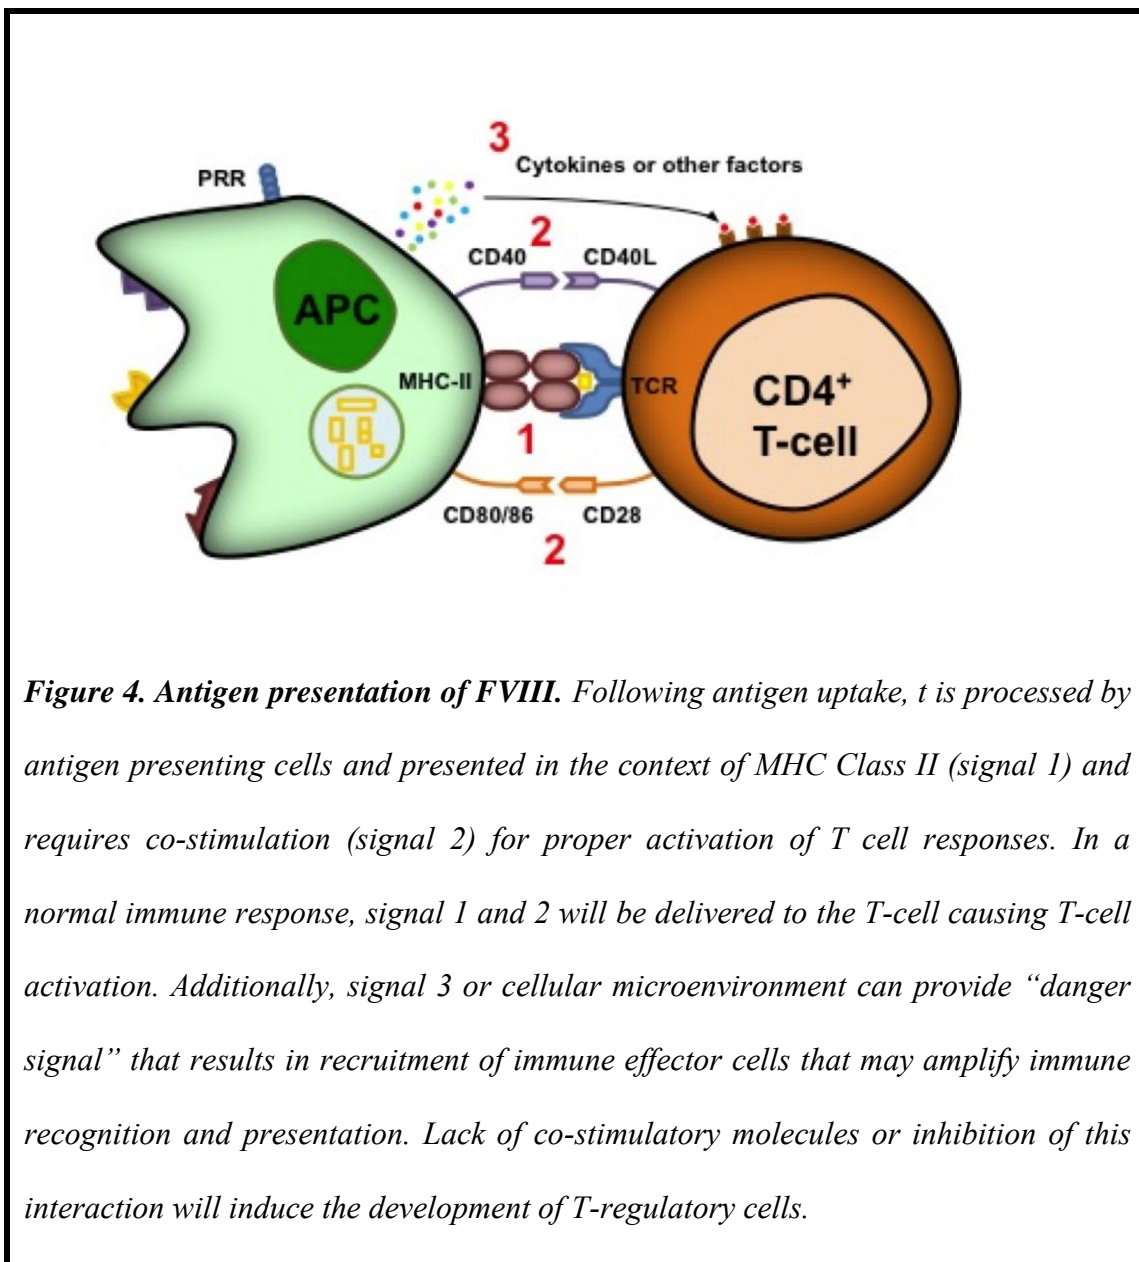 3
Cytokines or other factors
PRR
2
CD40 CD40L
APC
MHC-II TCR
CD4+
T-cell
1
CD80/86 CD28
2
Figure 4. Antigen presentation of FVIII. Following antigen uptake, t is processed by
antigen presenting cells and presented in the context of MHC Class II (signal 1) and
requires co-stimulation (signal 2) for proper activation of T cell responses. In a
normal immune response, signal 1 and 2 will be delivered to the T-cell causing T-cell
activation. Additionally, signal 3 or cellular microenvironment can provide “danger
signal” that results in recruitment of immune effector cells that may amplify immune
recognition and presentation. Lack of co-stimulatory molecules or inhibition of this
interaction will induce the development of T-regulatory cells.